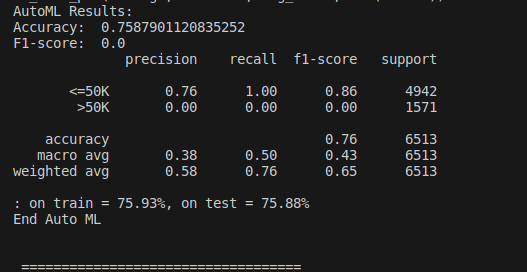 AutoML Results:
Accuracy:  0.7587901120835252
F1-score:  0.0
              precision    recall  f1-score   support

       <=50K       0.76      1.00      0.86      4942
        >50K       0.00      0.00      0.00      1571

    accuracy                           0.76      6513
   macro avg       0.38      0.50      0.43      6513
weighted avg       0.58      0.76      0.65      6513

: on train = 75.93%, on test = 75.88%
End Auto ML

==================================